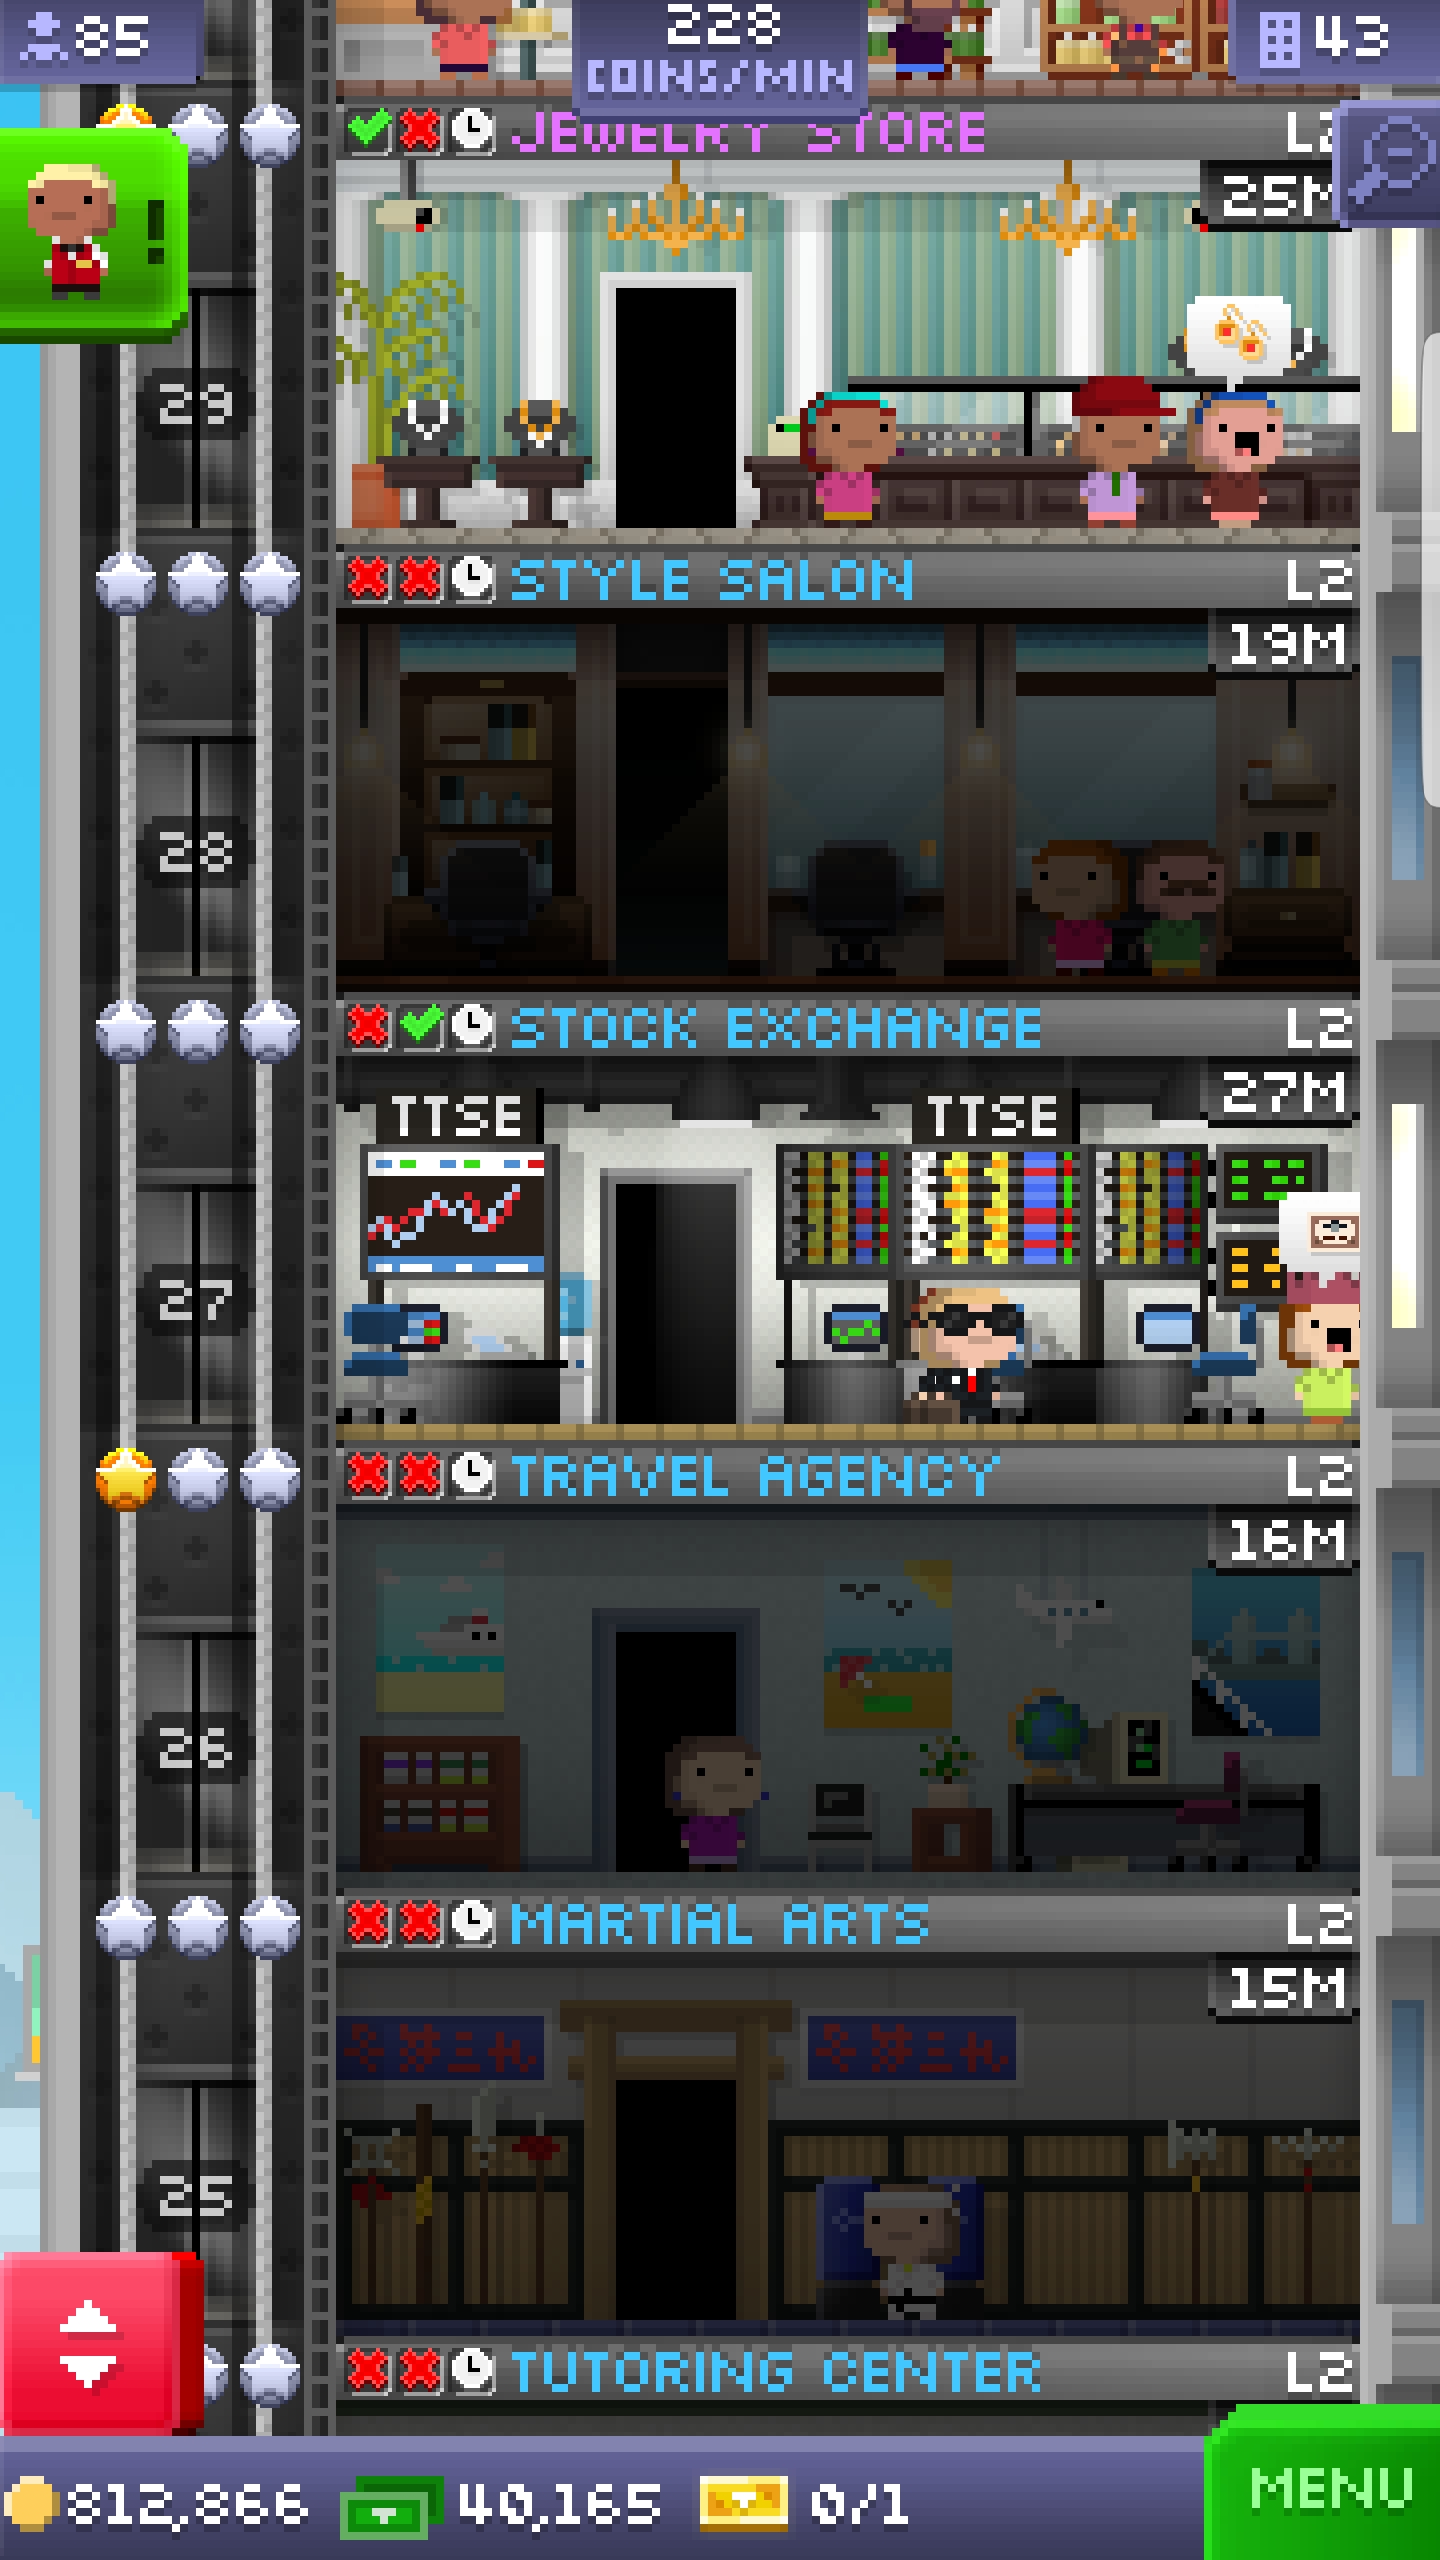 85
228
COINS/MIN
43
JEWELRY STORE
25M
29
STYLE SALON L2
19M
28
STOCK EXCHANGE L2
27M
TTSE TTSE
27
TRAVEL AGENCY L2
16M
26
MARTIAL ARTS L2
15M
25
TUTORING CENTER L2
812,866 40,165 0/1
MENU